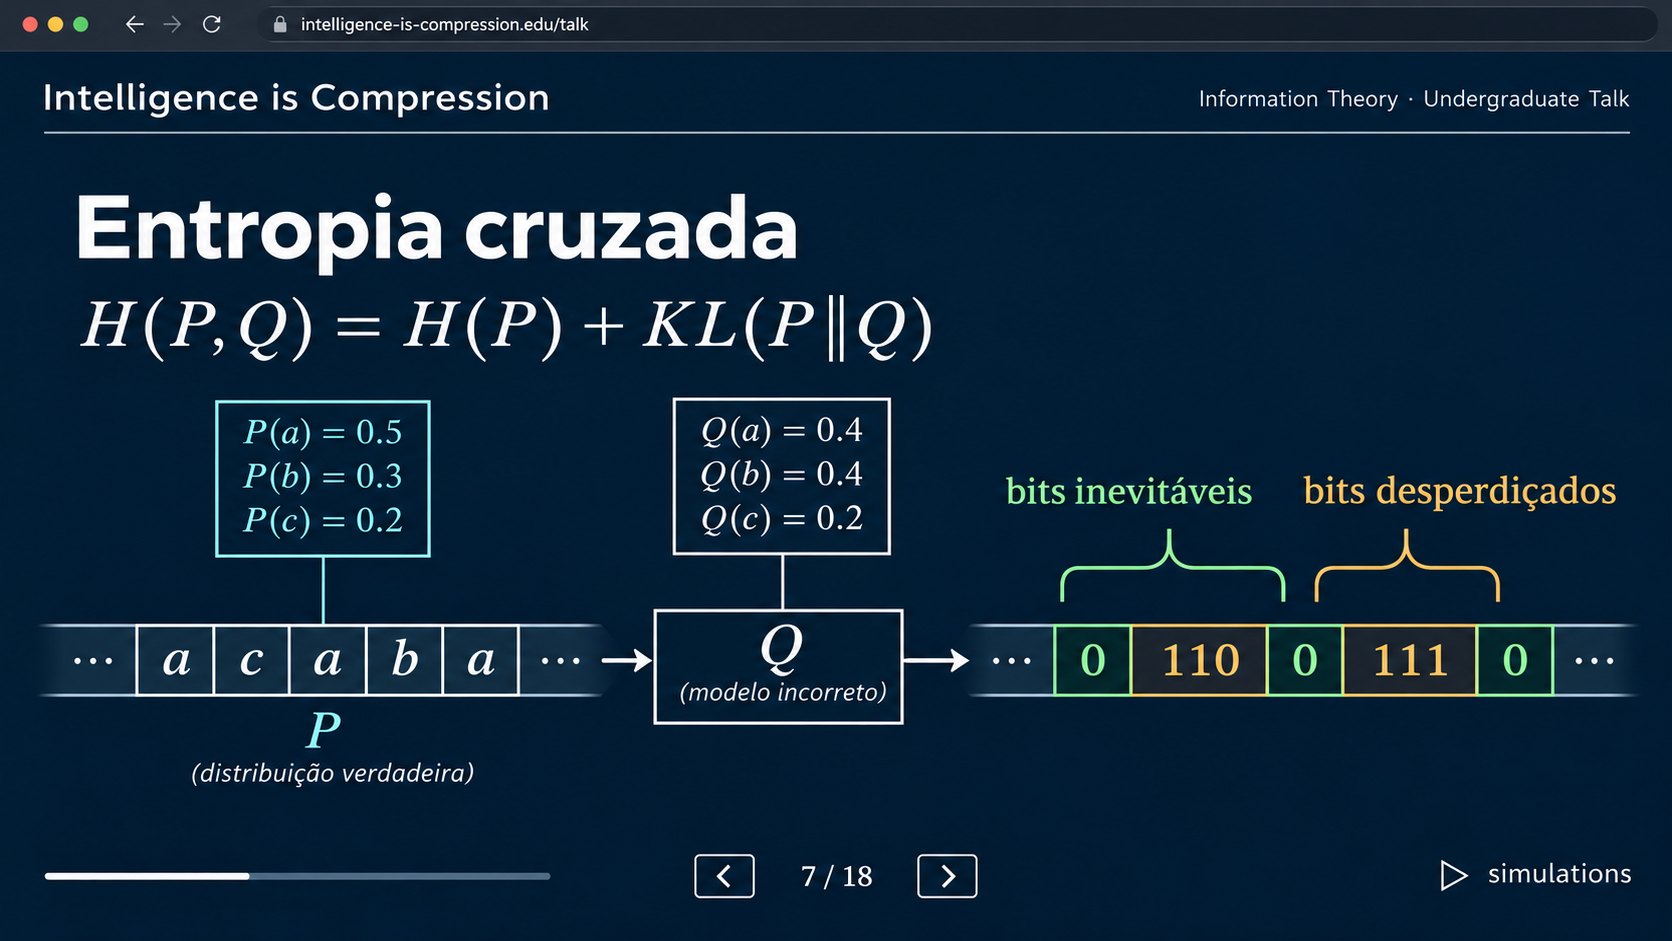 intelligence-is-compression.edu/talk
Intelligence is Compression
Information Theory · Undergraduate Talk
Entropia cruzada
H(P,Q) = H(P) + KL(P‖Q)
P(a) = 0.5
P(b) = 0.3
P(c) = 0.2
Q(a) = 0.4
Q(b) = 0.4
Q(c) = 0.2
bits inevitáveis
bits desperdiçados
··· a c a b a ···
Q
(modelo incorreto)
··· 0 110 0 111 0 ···
P
(distribuição verdadeira)
7 / 18
simulations